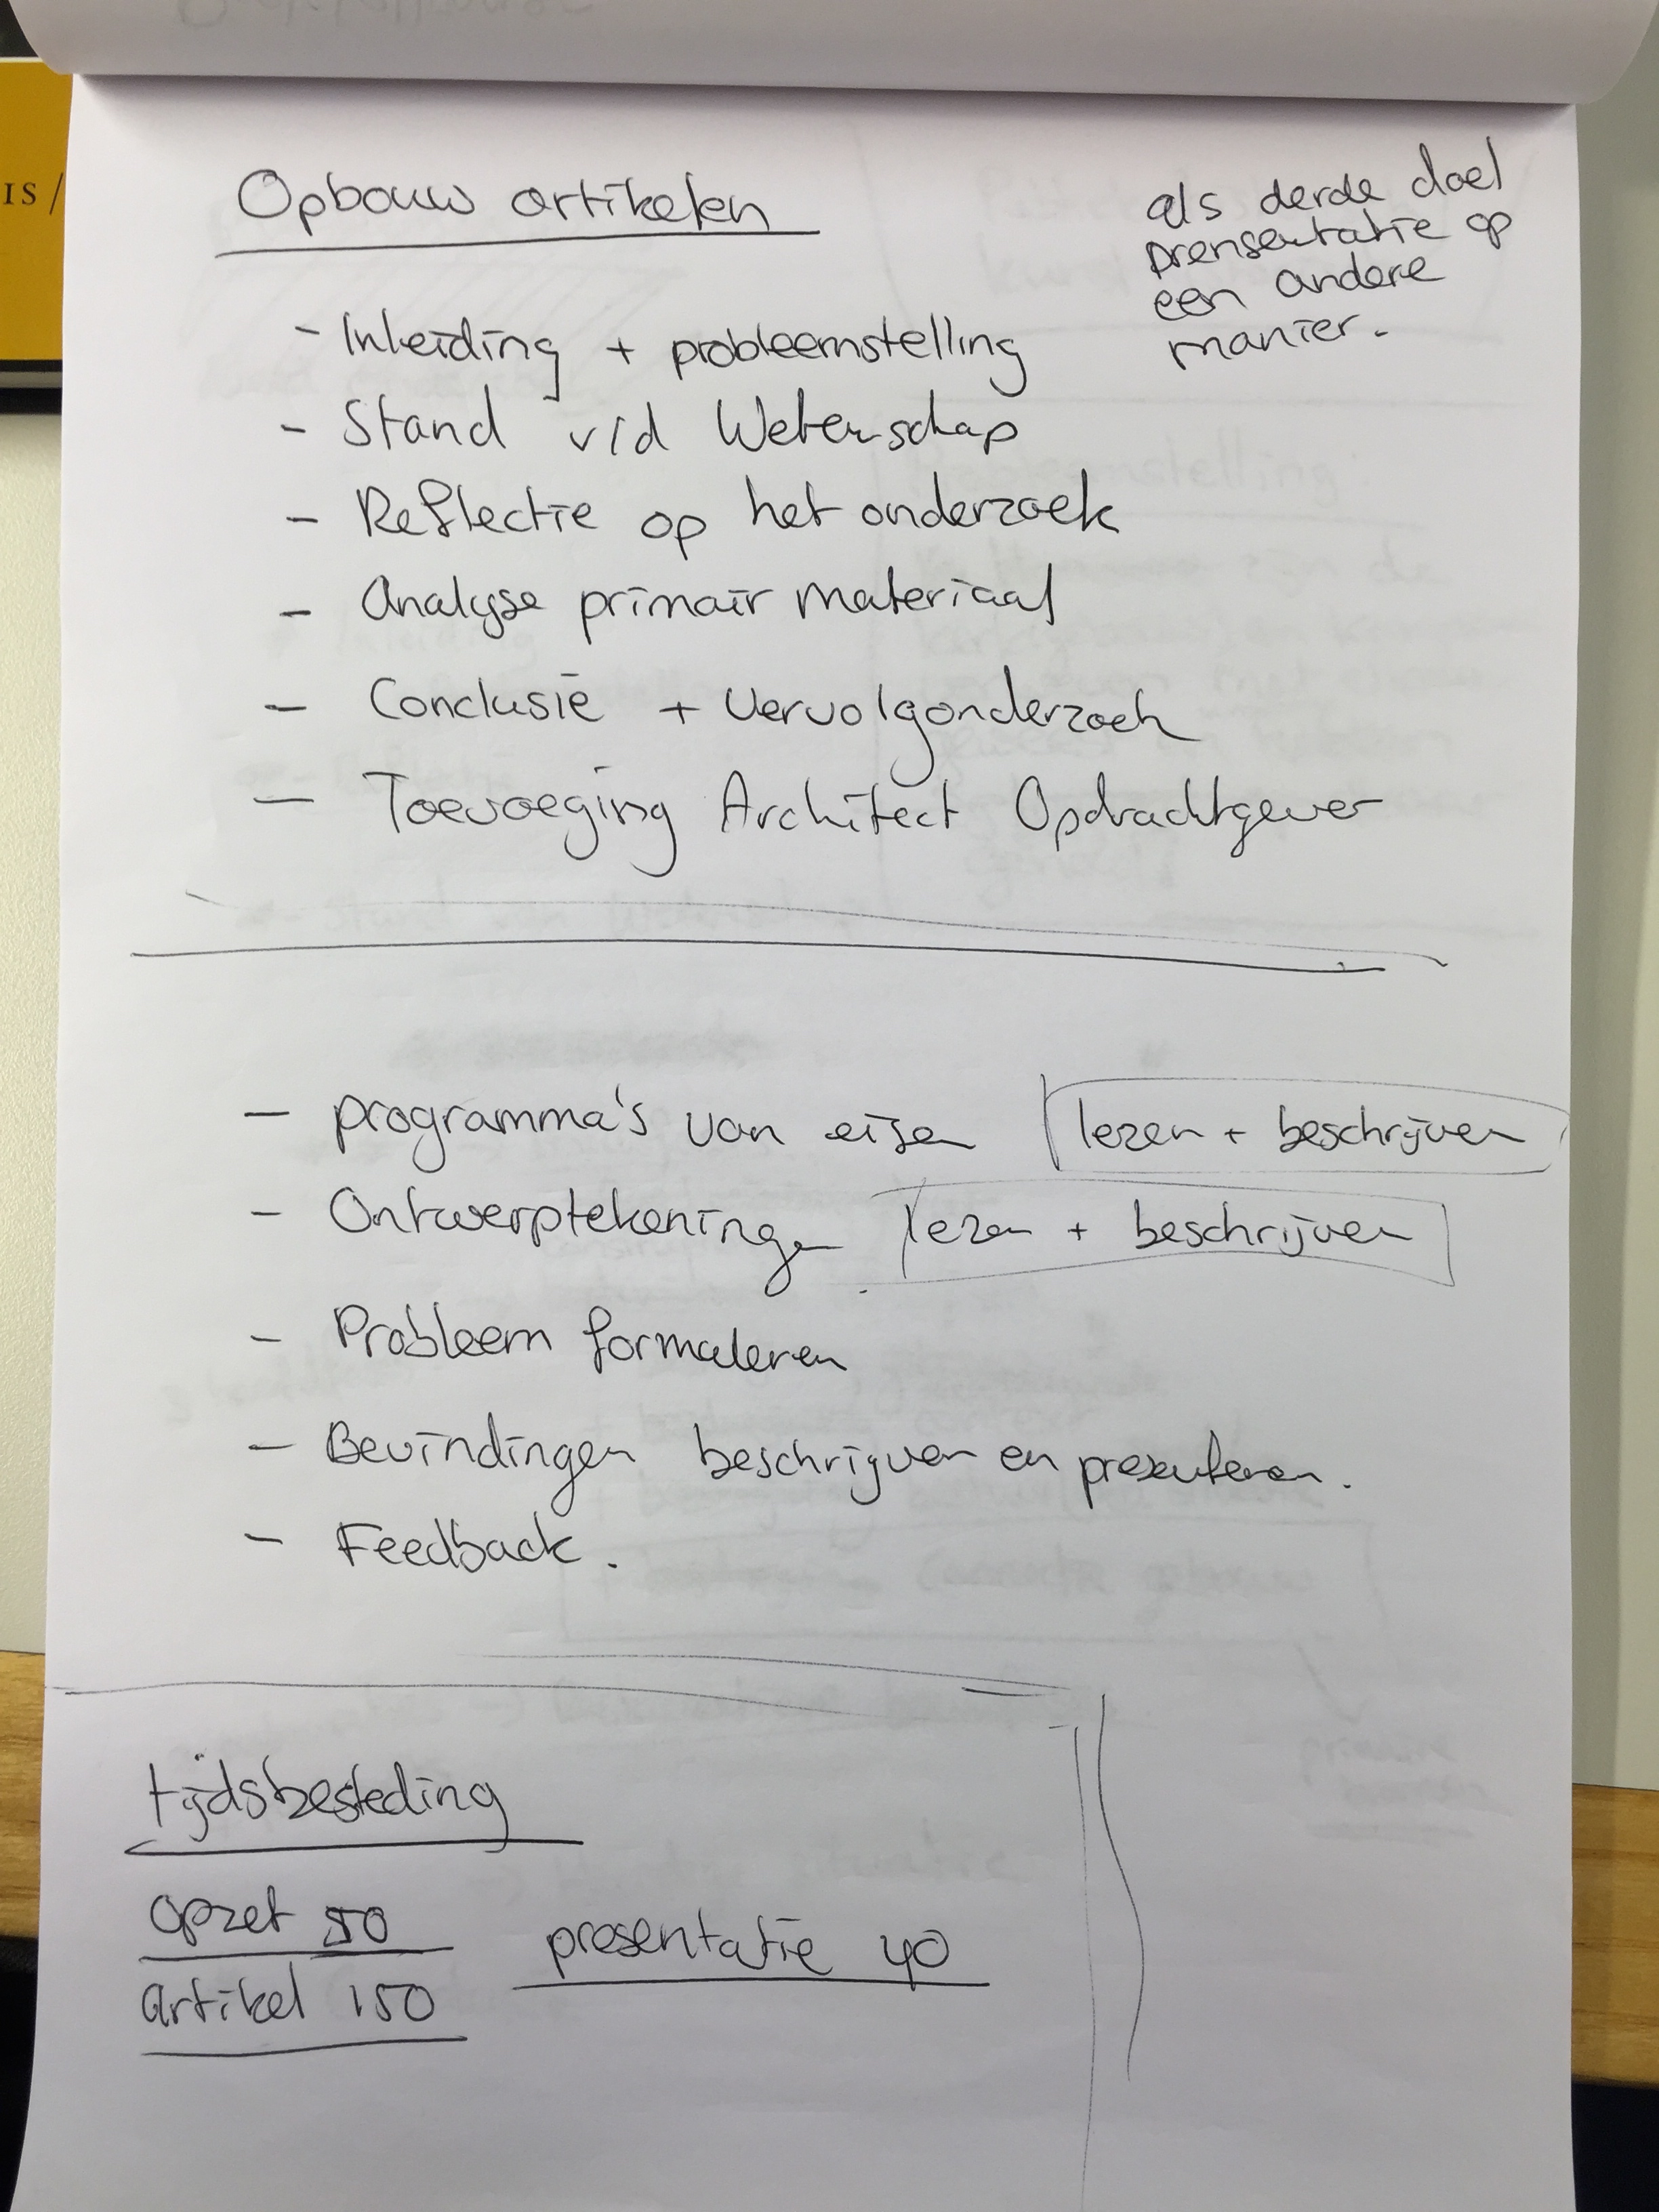 IS/
Opbouw artikelen
als derde doel
prensentatie op
een andere
manier.
- Inleiding + probleemstelling
- Stand v/d Wetenschap
- Reflectie op het onderzoek
- Analyse primair materiaal
- Conclusie + vervolgonderzoek
- Toevoeging Architect Opdrachtgever
- programma's van eisen lezen + beschrijven
- Ontwerptekeningen lezen + beschrijven
- Probleem formuleren
- Bevindingen beschrijven en presenteren.
- Feedback.
tijdsbesteding
opzet 50
presentatie 40
artikel 150